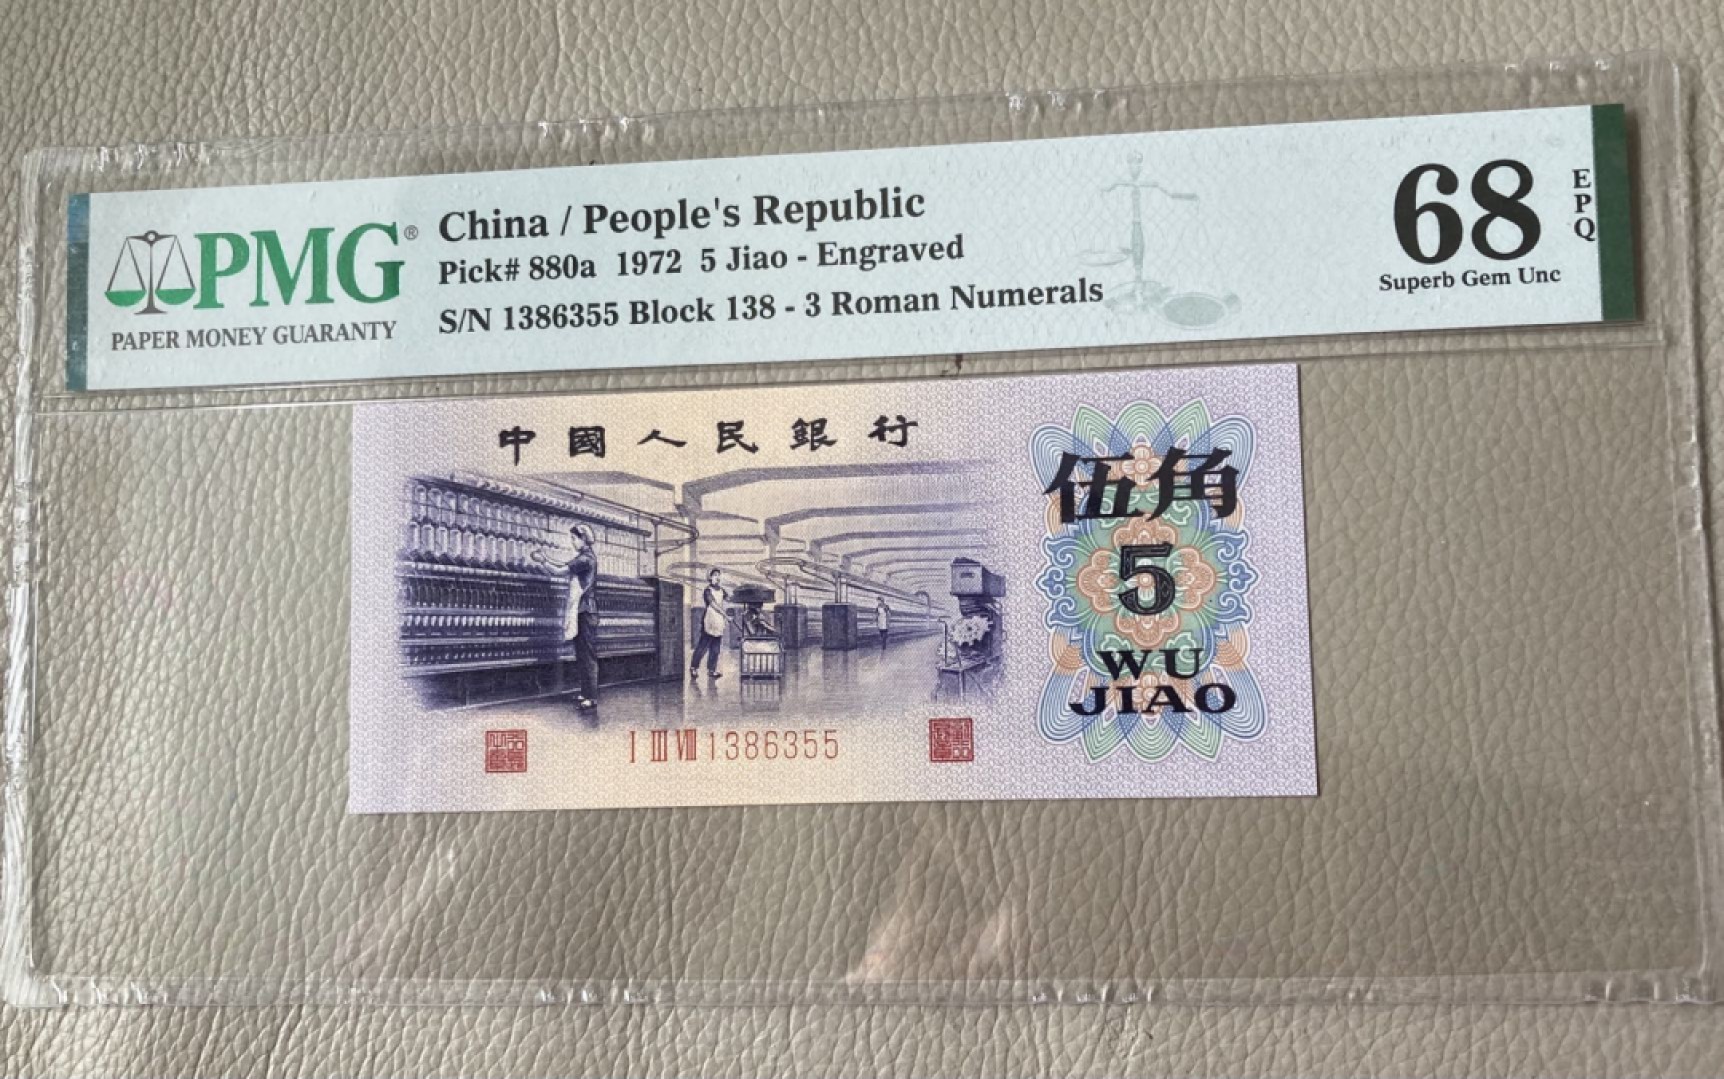 PMG®
PAPER MONEY GUARANTY
China / People's Republic
Pick# 880a 1972 5 Jiao - Engraved
S/N 1386355 Block 138 - 3 Roman Numerals
68
EPQ
Superb Gem Unc
中國人民銀行
伍角
5
WU
JIAO
I III VIII 1386355